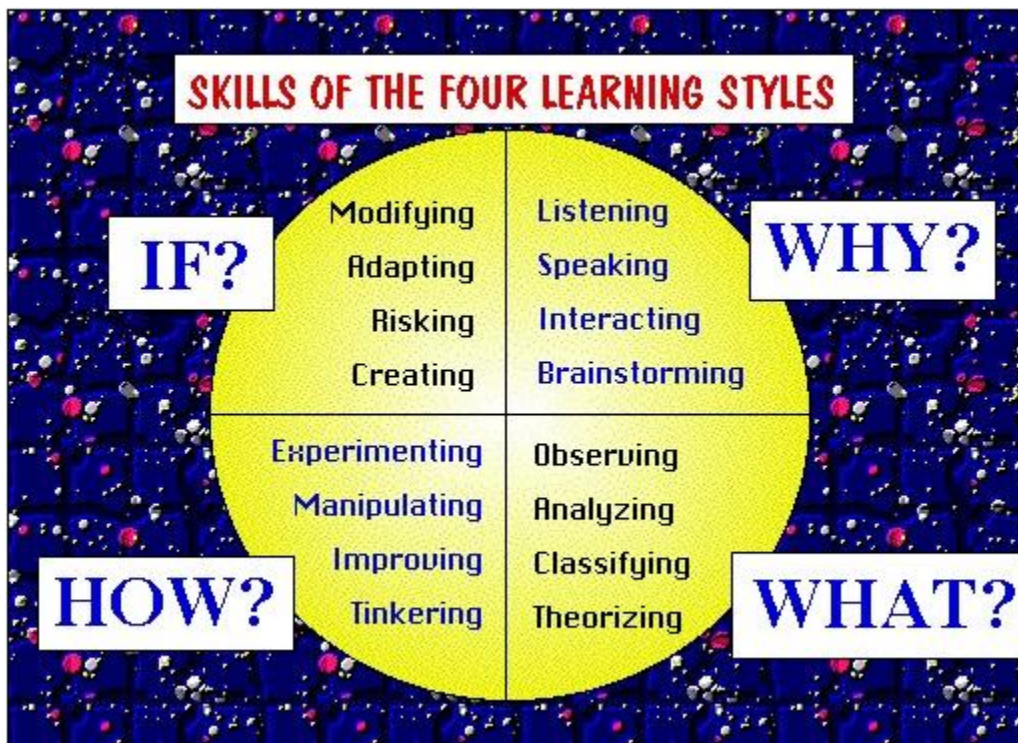 SKILLS OF THE FOUR LEARNING STYLES
IF?
Modifying
Adapting
Risking
Creating
WHY?
Listening
Speaking
Interacting
Brainstorming
HOW?
Experimenting
Manipulating
Improving
Tinkering
WHAT?
Observing
Analyzing
Classifying
Theorizing